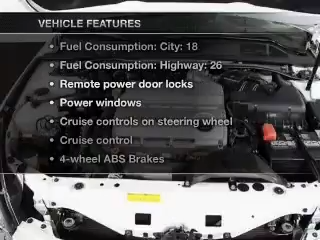 VEHICLE FEATURES
• Fuel Consumption: City: 18
• Fuel Consumption: Highway: 26
• Remote power door locks
• Power windows
• Cruise controls on steering wheel
• Cruise control
• 4-wheel ABS Brakes